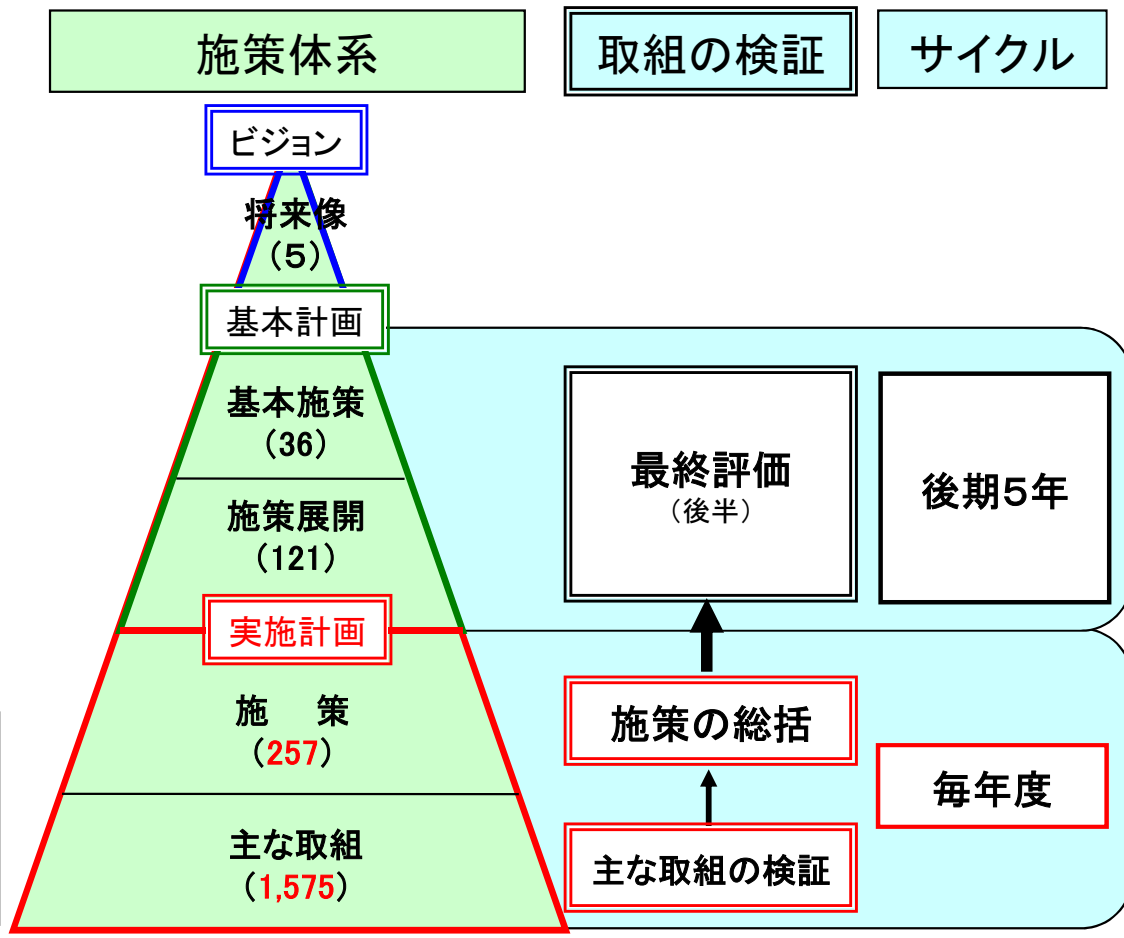 施策体系
取組の検証
サイクル
ビジョン
将来像
(5)
基本計画
基本施策
(36)
施策展開
(121)
最終評価
(後半)
後期5年
実施計画
施 策
(257)
主な取組
(1,575)
施策の総括
主な取組の検証
毎年度